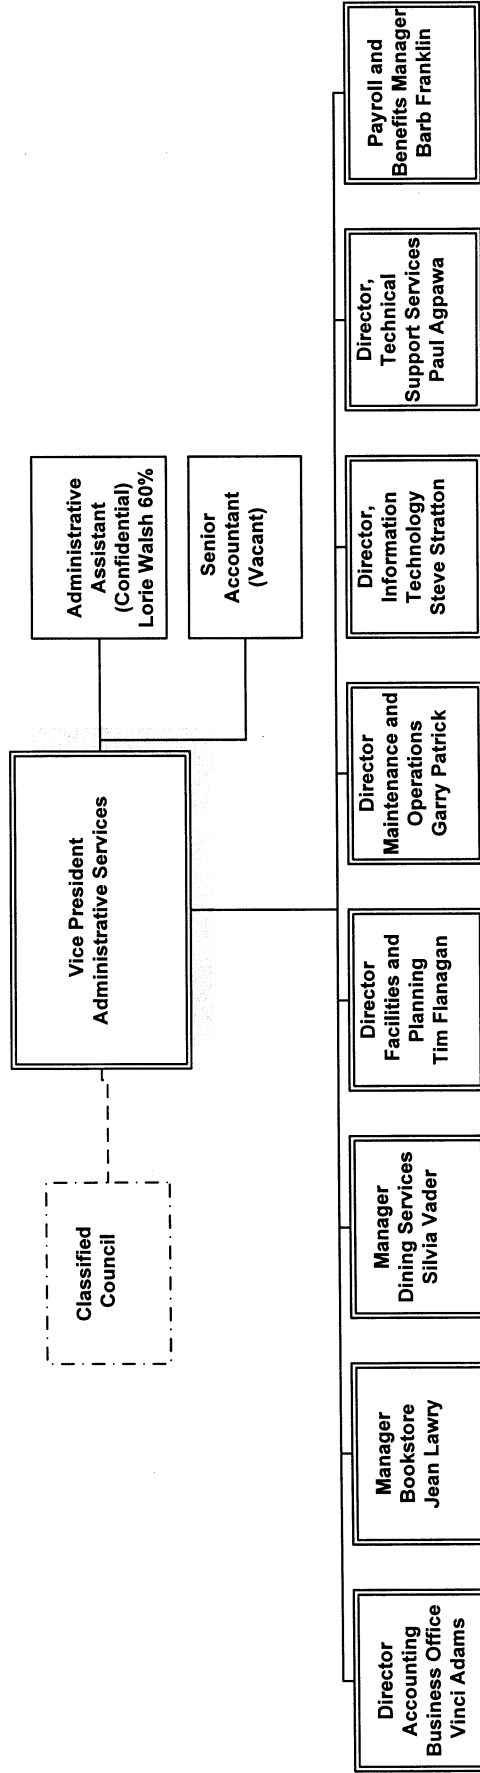 Vice President
Administrative Services
Classified
Council
Administrative
Assistant
(Confidential)
Lorie Walsh 60%
Senior
Accountant
(Vacant)
Director
Accounting
Business Office
Vinci Adams
Manager
Bookstore
Jean Lawry
Manager
Dining Services
Silvia Vader
Director
Facilities and
Planning
Tim Flanagan
Director
Maintenance and
Operations
Garry Patrick
Director,
Information
Technology
Steve Stratton
Director,
Technical
Support Services
Paul Agpawa
Payroll and
Benefits Manager
Barb Franklin